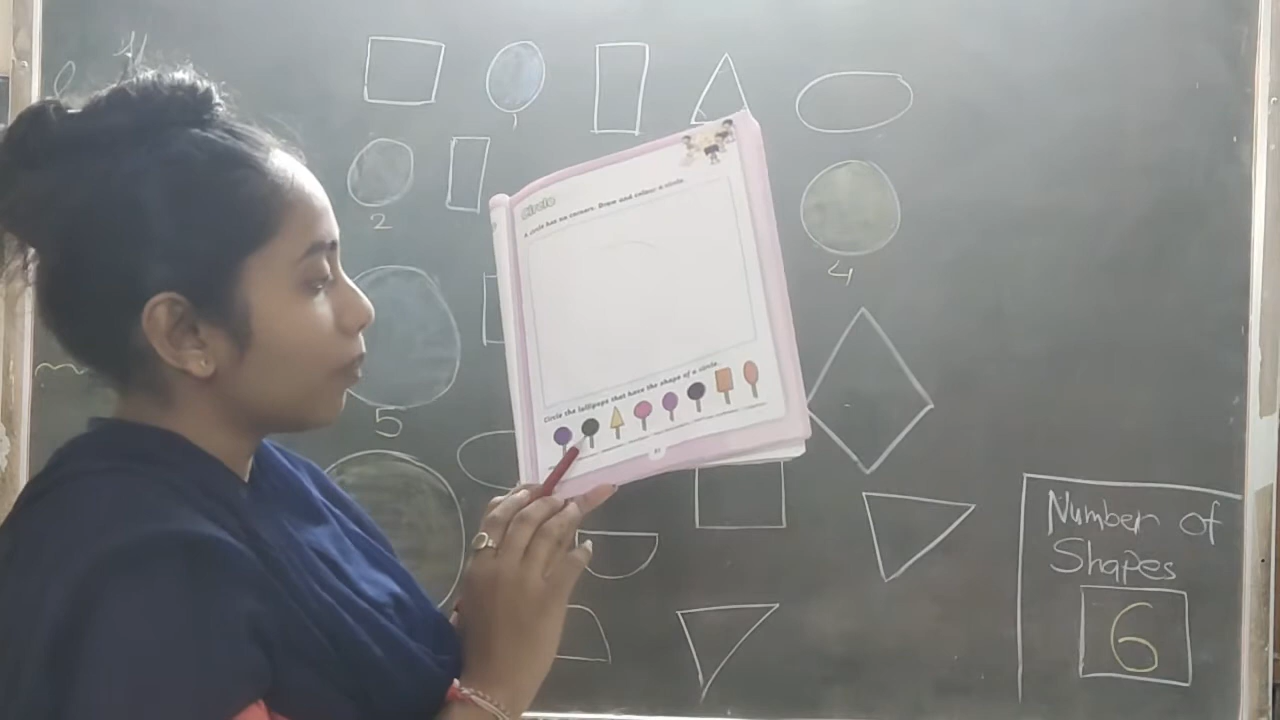 1
2
4
5
Circle
A circle has no corners. Draw and colour a circle.
Circle the lollipops that have the shape of a circle.
Number of
Shapes
6